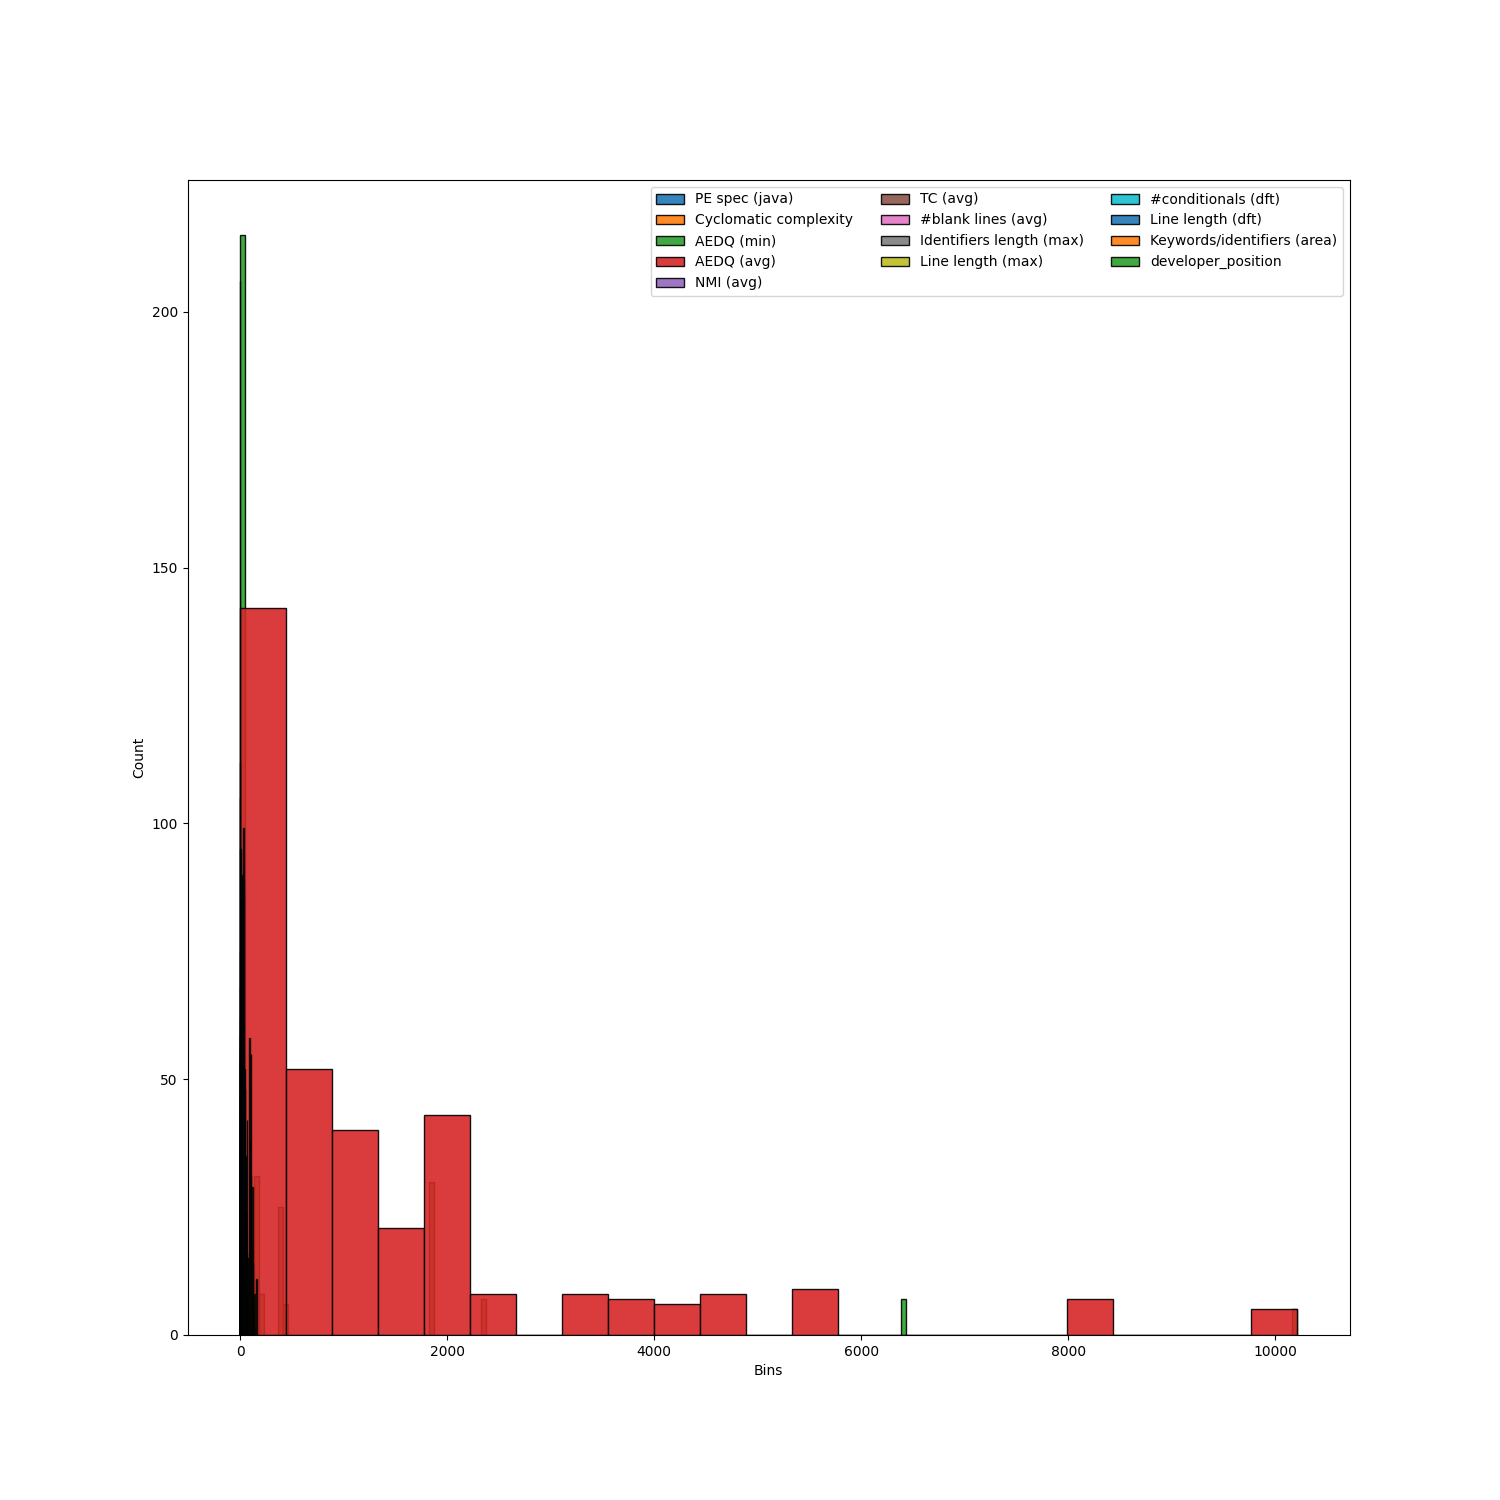 PE spec (java)
Cyclomatic complexity
AEDQ (min)
AEDQ (avg)
NMI (avg)
TC (avg)
#blank lines (avg)
Identifiers length (max)
Line length (max)
#conditionals (dft)
Line length (dft)
Keywords/identifiers (area)
developer_position
200
150
100
50
0
Count
0 2000 4000 6000 8000 10000
Bins